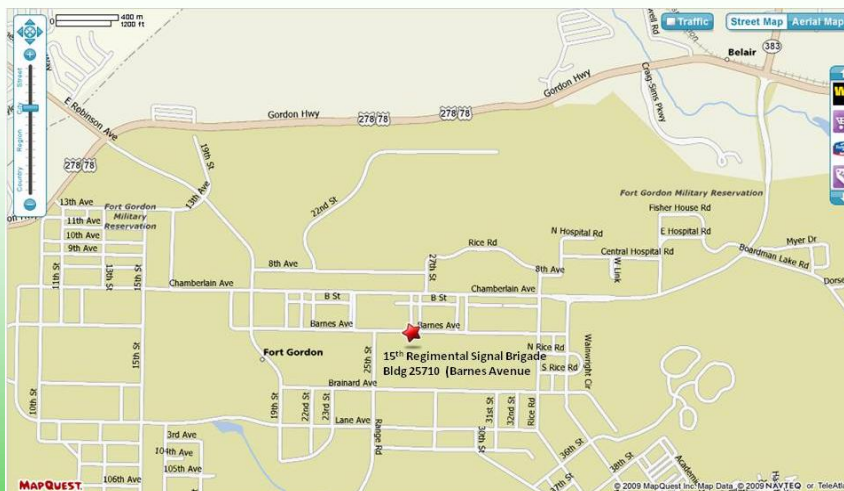 400 m
1200 ft
Traffic
Street Map
Aerial Map
Street
City
Region
Country
Belair
383
Craig-Sims Pkwy
Gordon Hwy
Gordon Hwy
278 78
278 78
278 78
E Robinson Ave
19th St
13th Ave
22nd St
13th Ave
11th Ave
10th Ave
9th Ave
Fort Gordon
Military
Reservation
11th St
13th St
15th St
Fort Gordon Military Reservation
Fisher House Rd
N Hospital Rd
E Hospital Rd
Central Hospital Rd
W Link
Myer Dr
Boardman Lake Rd
Rice Rd
27th St
8th Ave
8th Ave
Chamberlain Ave
Chamberlain Ave
B St
B St
Barnes Ave
Barnes Ave
15th Regimental Signal Brigade
Bldg 25710 (Barnes Avenue
Fort Gordon
25th St
15th St
N Rice Rd
S Rice Rd
Wainwright Cir
Brainard Ave
10th St
19th St
22nd St
23rd St
31st St
32nd St
Rice Rd
Lane Ave
Range Rd
30th St
3rd Ave
104th Ave
105th Ave
106th Ave
36th St
37th St
38th St
MAPQUEST
© 2009 MapQuest Inc. Map Data © 2009 NAVTEQ or TeleAtl